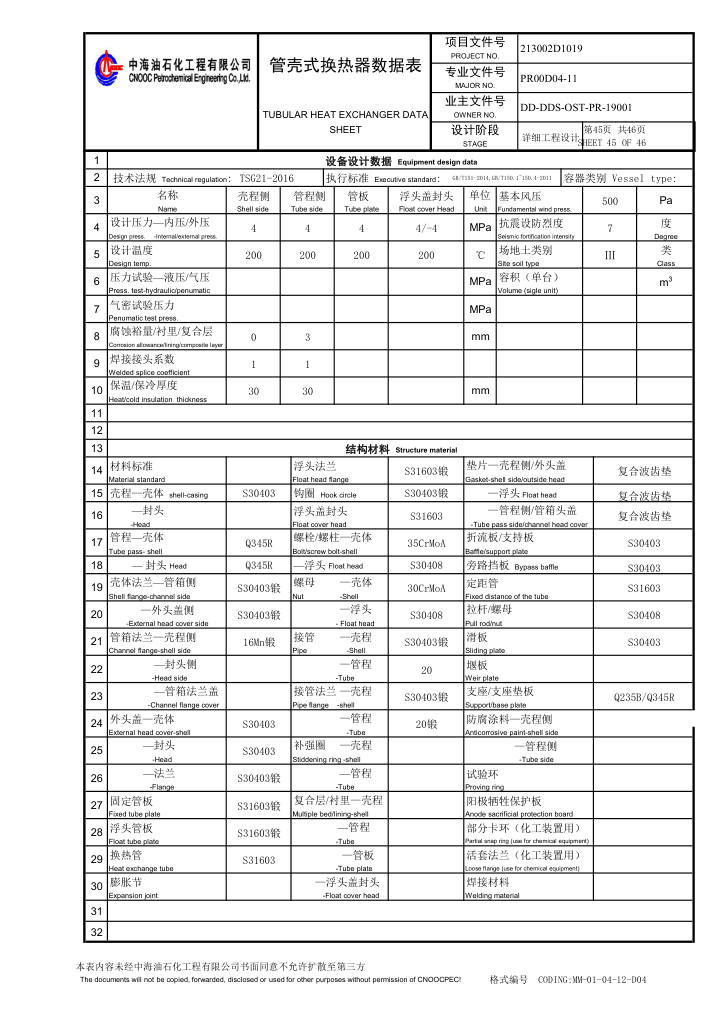 中海油石化工程有限公司
CNOOC Petrochemical Engineering Co.,Ltd.
管壳式换热器数据表
TUBULAR HEAT EXCHANGER DATA
SHEET
项目文件号 213002D1019
PROJECT NO.
专业文件号 PR00D04-11
MAJOR NO.
业主文件号 DD-DDS-OST-PR-19001
OWNER NO.
设计阶段 详细工程设计 第45页 共46页
STAGE SHEET 45 OF 46
1 设备设计数据 Equipment design data
2 技术法规 Technical regulation： TSG21-2016 执行标准 Executive standard： GB/T151-2014,GB/T150.1~150.4-2011 容器类别 Vessel type:
3 名称 壳程侧 管程侧 管板 浮头盖封头 单位 基本风压 500 Pa
Name Shell side Tube side Tube plate Float cover Head Unit Fundamental wind press.
4 设计压力—内压/外压 4 4 4 4/-4 MPa 抗震设防烈度 7 度
Design press. -Internal/external press. Seismic fortification intensity Degree
5 设计温度 200 200 200 200 ℃ 场地土类别 Ⅲ 类
Design temp. Site soil type Class
6 压力试验—液压/气压 MPa 容积（单台） m³
Press. test-hydraulic/penumatic Volume (sigle unit)
7 气密试验压力 MPa
Penumatic test press.
8 腐蚀裕量/衬里/复合层 0 3 mm
Corrosion allowance/lining/composite layer
9 焊接接头系数 1 1
Welded splice coefficient
10 保温/保冷厚度 30 30 mm
Heat/cold insulation thickness
11
12
13 结构材料 Structure material
14 材料标准 浮头法兰 S31603锻 垫片—壳程侧/外头盖 复合波齿垫
Material standard Float head flange Gasket-shell side/outside head
15 壳程—壳体 shell-casing S30403 钩圈 Hook circle S30403锻 —浮头 Float head 复合波齿垫
16 —封头 浮头盖封头 S31603 —管程侧/管箱头盖 复合波齿垫
-Head Float cover head -Tube pass side/channel head cover
17 管程—壳体 Q345R 螺栓/螺柱—壳体 35CrMoA 折流板/支持板 S30403
Tube pass- shell Bolt/screw bolt-shell Baffle/support plate
18 — 封头 Head Q345R —浮头 Float head S30408 旁路挡板 Bypass baffle S30403
19 壳体法兰—管箱侧 S30403锻 螺母 —壳体 30CrMoA 定距管 S31603
Shell flange-channel side Nut -Shell Fixed distance of the tube
20 —外头盖侧 S30403锻 —浮头 S30408 拉杆/螺母 S30408
-External head cover side - Float head Pull rod/nut
21 管箱法兰—壳程侧 16Mn锻 接管 —壳程 S30403锻 滑板 S30403
Channel flange-shell side Pipe -Shell Sliding plate
22 —封头侧 —管程 20 堰板
-Head side -Tube Weir plate
23 —管箱法兰盖 接管法兰 —壳程 S30403锻 支座/支座垫板 Q235B/Q345R
-Channel flange cover Pipe flange -shell Support/base plate
24 外头盖—壳体 S30403 —管程 20锻 防腐涂料—壳程侧
External head cover-shell -Tube Anticorrosive paint-shell side
25 —封头 S30403 补强圈 —壳程 —管程侧
-Head Stiddening ring -shell -Tube side
26 —法兰 S30403锻 —管程 试验环
-Flange -Tube Proving ring
27 固定管板 S31603锻 复合层/衬里—壳程 阳极牺牲保护板
Fixed tube plate Multiple bed/lining-shell Anode sacrificial protection board
28 浮头管板 S31603锻 —管程 部分卡环（化工装置用）
Float tube plate -Tube Partial snap ring (use for chemical equipment)
29 换热管 S31603 —管板 活套法兰（化工装置用）
Heat exchange tube -Tube plate Loose flange (use for chemical equipment)
30 膨胀节 —浮头盖封头 焊接材料
Expansion joint -Float cover head Welding material
31
32
本表内容未经中海油石化工程有限公司书面同意不允许扩散至第三方
The documents will not be copied, forwarded, disclosed or used for other purposes without permission of CNOOCPEC! 格式编号 CODING:MM-01-04-12-D04